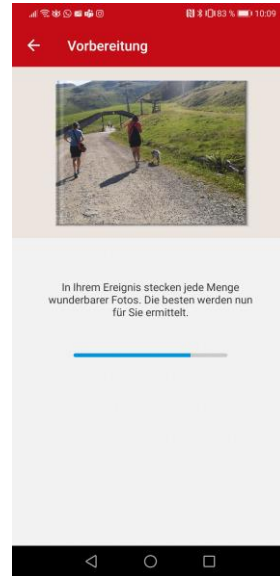 83 % 10:09
Vorbereitung
In Ihrem Ereignis stecken jede Menge
wunderbarer Fotos. Die besten werden nun
für Sie ermittelt.